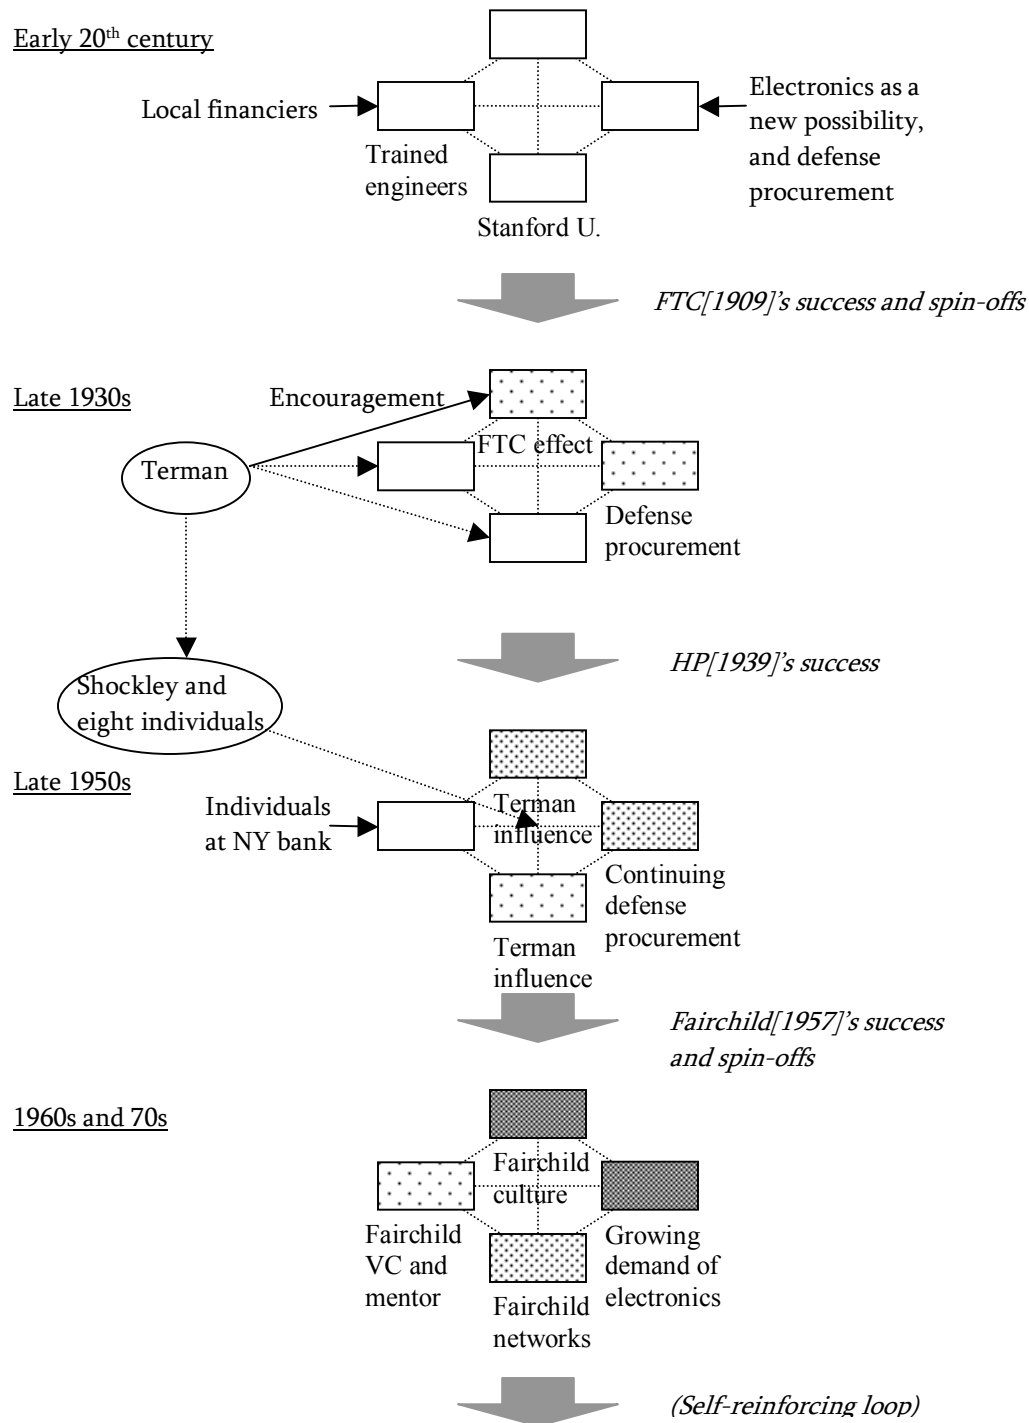 Early 20th century
Local financiers
Electronics as a
new possibility,
and defense
procurement
Trained
engineers
Stanford U.
FTC[1909]'s success and spin-offs
Late 1930s
Encouragement
Terman
FTC effect
Defense
procurement
HP[1939]'s success
Shockley and
eight individuals
Late 1950s
Individuals
at NY bank
Terman
influence
Continuing
defense
procurement
Terman
influence
Fairchild[1957]'s success
and spin-offs
1960s and 70s
Fairchild
culture
Fairchild
VC and
mentor
Growing
demand of
electronics
Fairchild
networks
(Self-reinforcing loop)